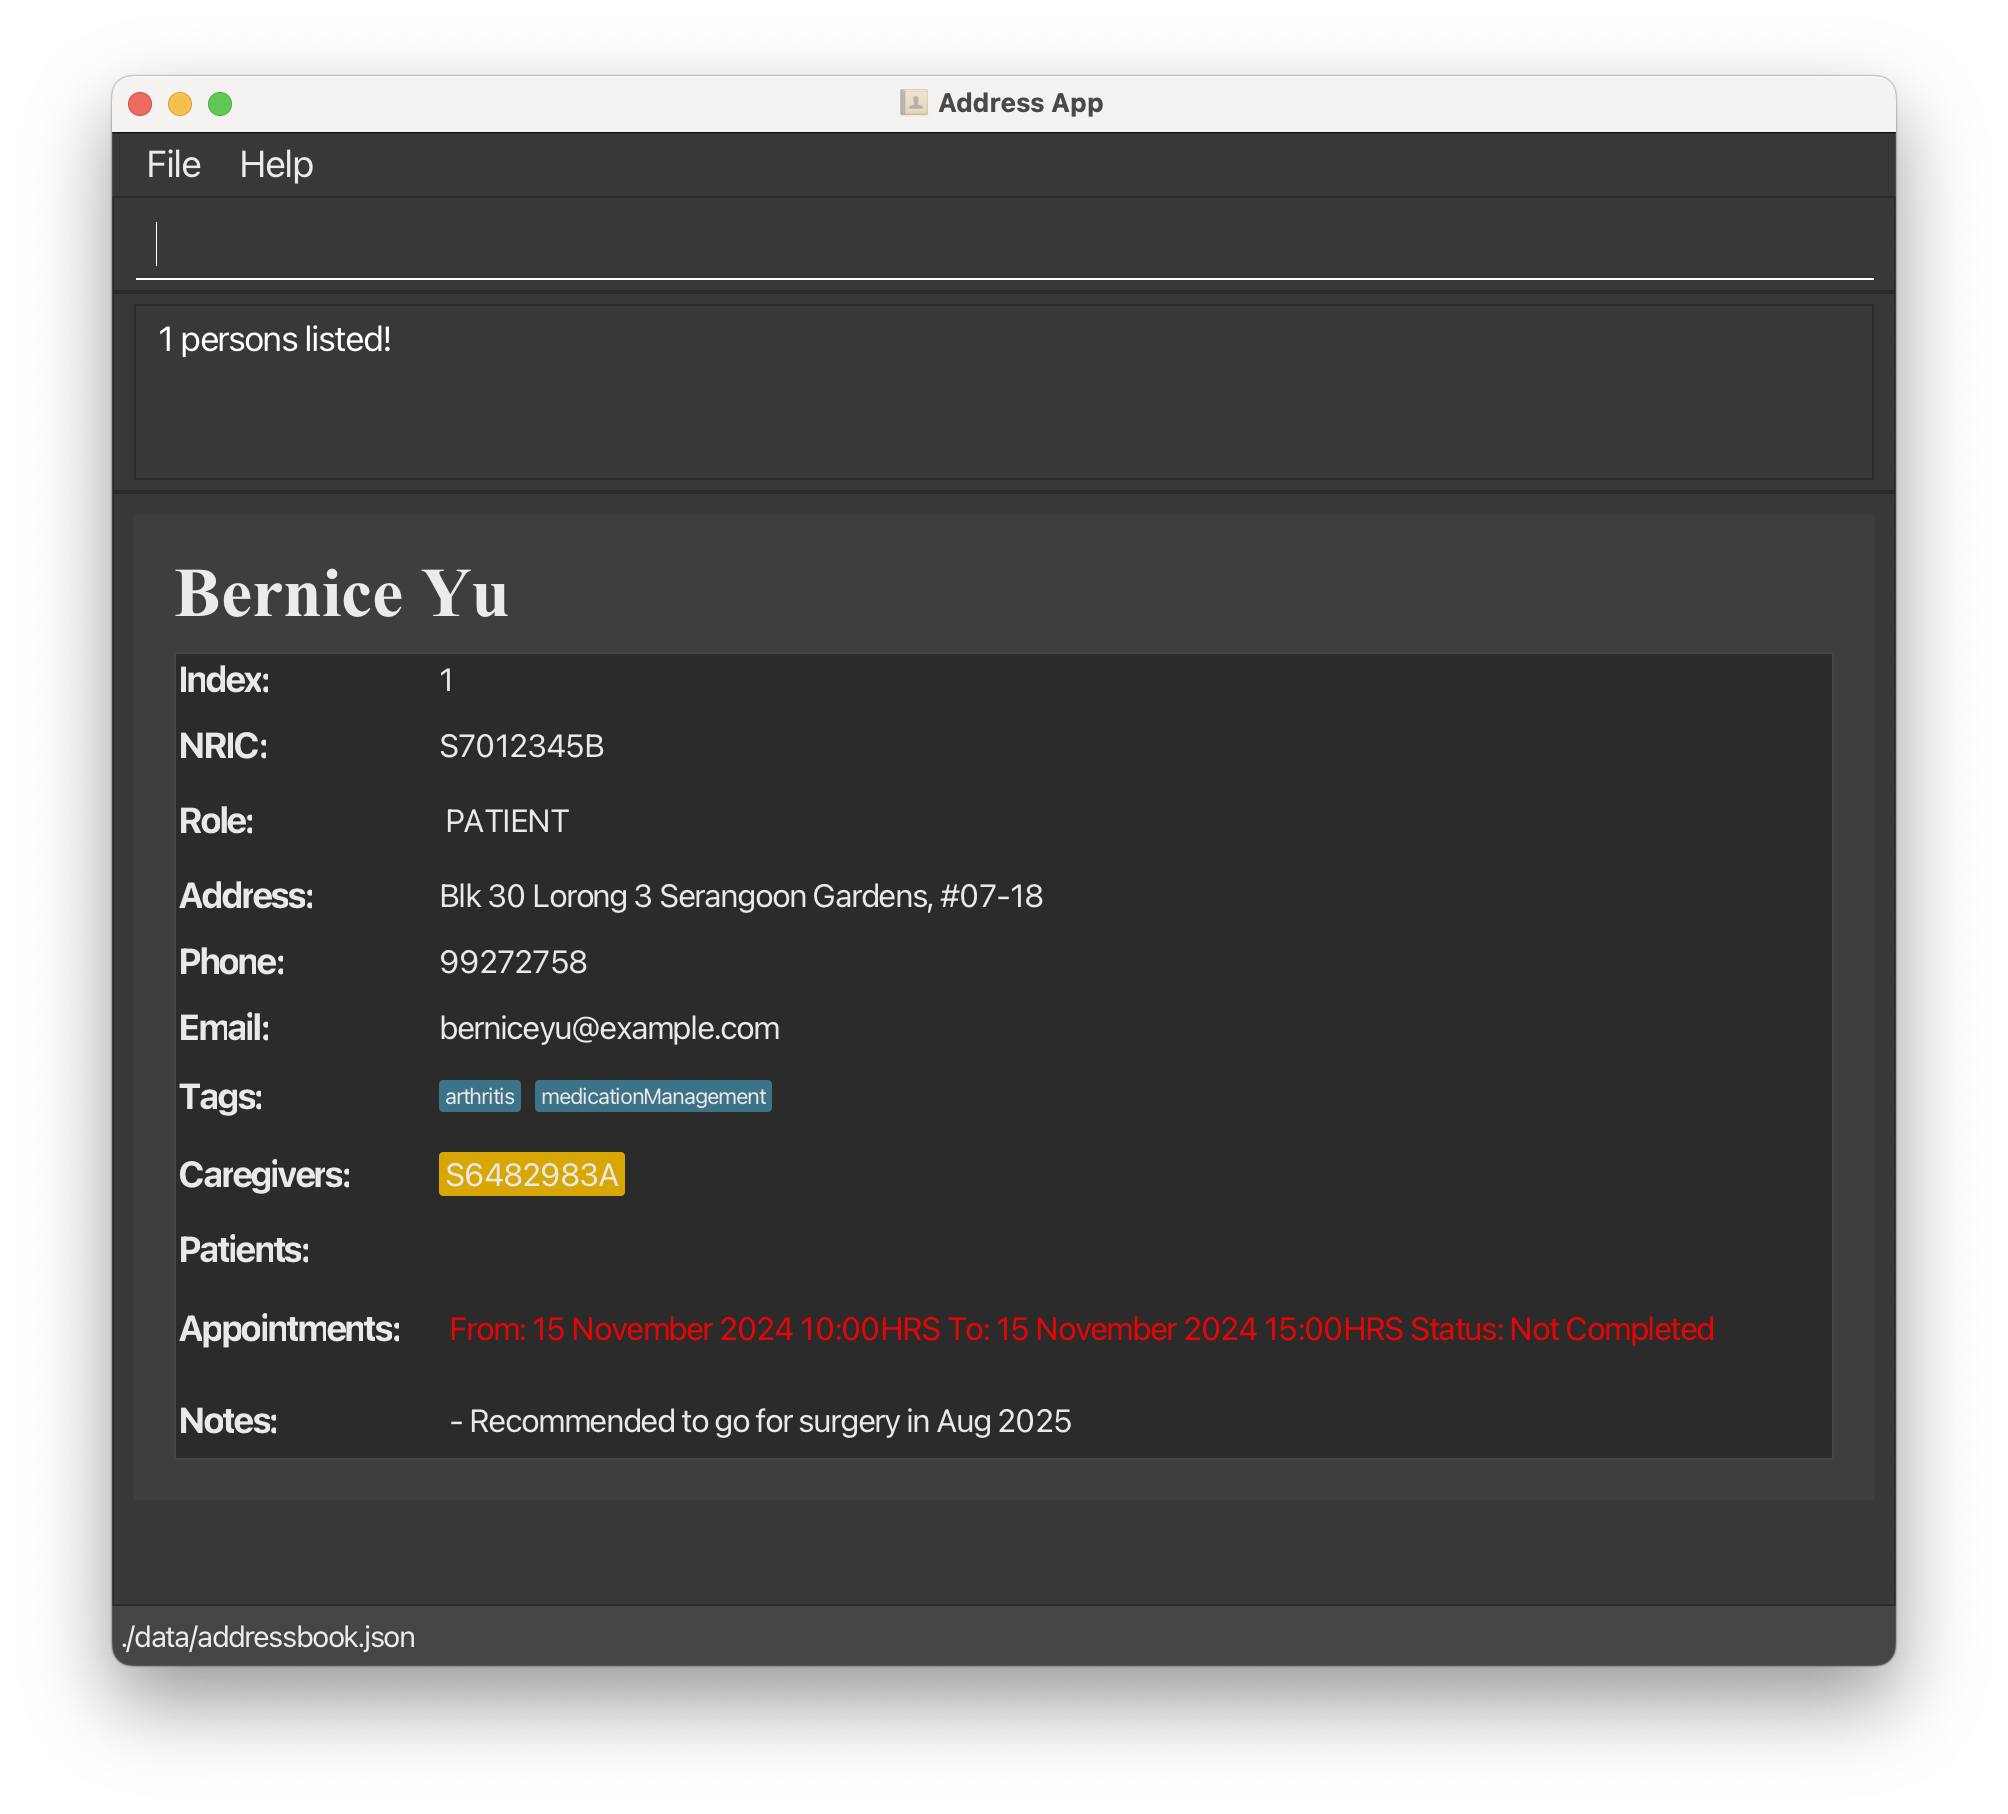 Address App
File Help
1 persons listed!
Bernice Yu
Index: 1
NRIC: S7012345B
Role: PATIENT
Address: Blk 30 Lorong 3 Serangoon Gardens, #07-18
Phone: 99272758
Email: berniceyu@example.com
Tags: arthritis medicationManagement
Caregivers: S6482983A
Patients:
Appointments: From: 15 November 2024 10:00HRS To: 15 November 2024 15:00HRS Status: Not Completed
Notes: - Recommended to go for surgery in Aug 2025
./data/addressbook.json